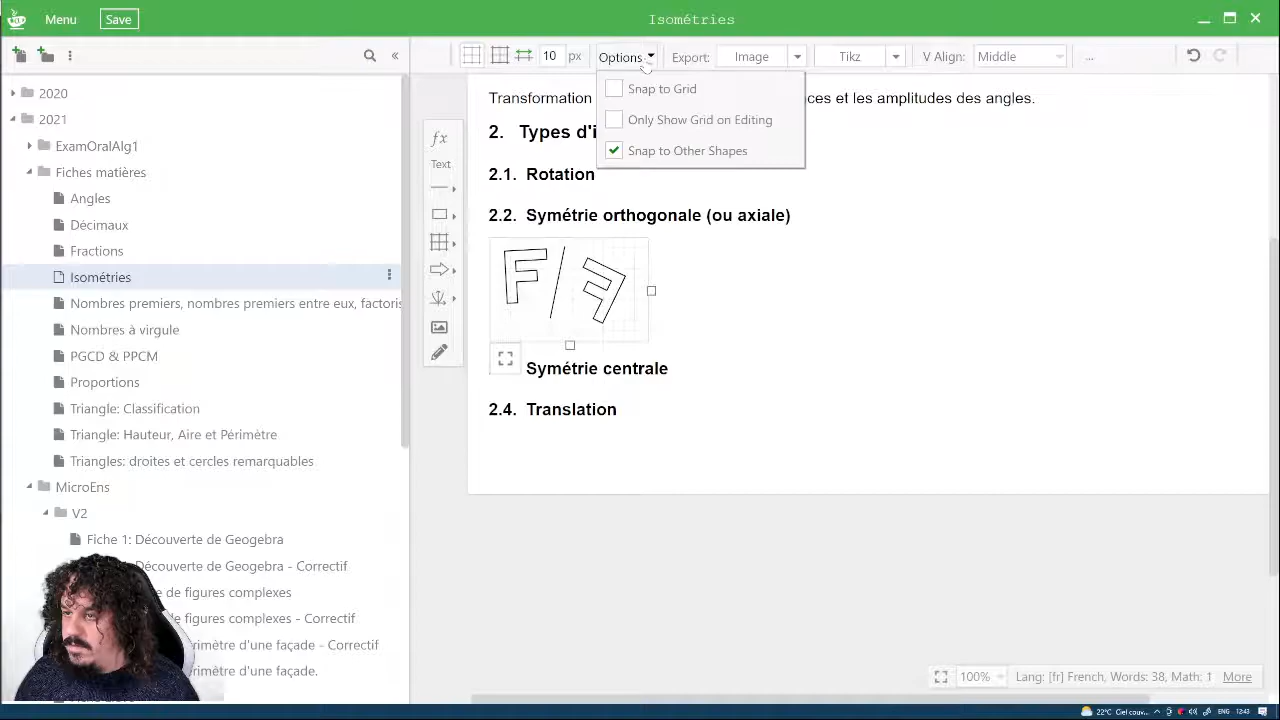 Menu
Save
Isométries
10 px
Options
Export: Image
Tikz
V Align: Middle
...
Snap to Grid
Only Show Grid on Editing
Snap to Other Shapes
2020
2021
ExamOralAlg1
Fiches matières
Angles
Décimaux
Fractions
Isométries
Nombres premiers, nombres premiers entre eux, factoris
Nombres à virgule
PGCD & PPCM
Proportions
Triangle: Classification
Triangle: Hauteur, Aire et Périmètre
Triangles: droites et cercles remarquables
MicroEns
V2
Fiche 1: Découverte de Geogebra
Découverte de Geogebra - Correctif
de figures complexes
de figures complexes - Correctif
rimètre d'une façade - Correctif
rimètre d'une façade.
fx
Text
Transformation
ces et les amplitudes des angles.
2. Types d'i
2.1. Rotation
2.2. Symétrie orthogonale (ou axiale)
F F
Symétrie centrale
2.4. Translation
100%
Lang: [fr] French, Words: 38, Math: 1 More
22°C Ciel couv... ENG 12:43